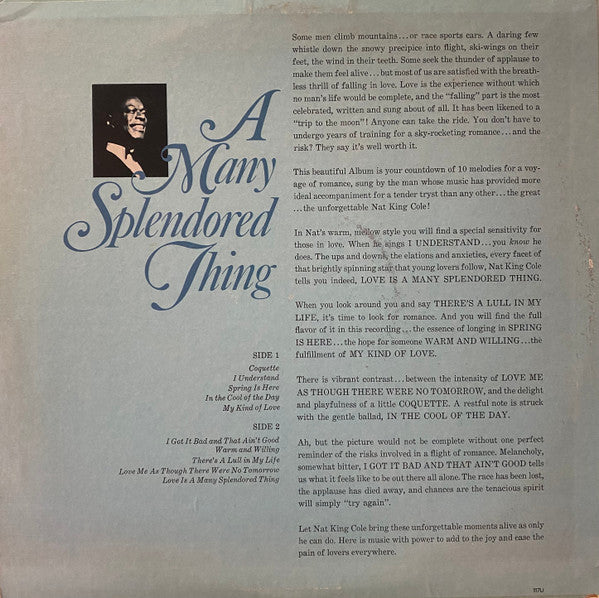 A
Many
Splendored
Thing
SIDE 1
Coquette
I Understand
Spring Is Here
In the Cool of the Day
My Kind of Love
SIDE 2
I Got It Bad and That Ain't Good
Warm and Willing
There's A Lull in My Life
Love Me As Though There Were No Tomorrow
Love Is A Many Splendored Thing
Some men climb mountains...or race sports cars. A daring few
whistle down the snowy precipice into flight, ski-wings on their
feet, the wind in their teeth. Some seek the thunder of applause to
make them feel alive...but most of us are satisfied with the breath-
less thrill of falling in love. Love is the experience without which
no man's life would be complete, and the "falling" part is the most
celebrated, written and sung about of all. It has been likened to a
"trip to the moon"! Anyone can take the ride. You don't have to
undergo years of training for a sky-rocketing romance...and the
risk? They say it's well worth it.
This beautiful Album is your countdown of 10 melodies for a voy-
age of romance, sung by the man whose music has provided more
ideal accompaniment for a tender tryst than any other...the great
...the unforgettable Nat King Cole!
In Nat's warm, mellow style you will find a special sensitivity for
those in love. When he sings I UNDERSTAND...you know he
does. The ups and downs, the elations and anxieties, every facet of
that brightly spinning star that young lovers follow, Nat King Cole
tells you indeed, LOVE IS A MANY SPLENDORED THING.
When you look around you and say THERE'S A LULL IN MY
LIFE, it's time to look for romance. And you will find the full
flavor of it in this recording...the essence of longing in SPRING
IS HERE...the hope for someone WARM AND WILLING...the
fulfillment of MY KIND OF LOVE.
There is vibrant contrast...between the intensity of LOVE ME
AS THOUGH THERE WERE NO TOMORROW, and the delight
and playfulness of a little COQUETTE. A restful note is struck
with the gentle ballad, IN THE COOL OF THE DAY.
Ah, but the picture would not be complete without one perfect
reminder of the risks involved in a flight of romance. Melancholy,
somewhat bitter, I GOT IT BAD AND THAT AIN'T GOOD tells
us what it feels like to be out there all alone. The race has been lost,
the applause has died away, and chances are the tenacious spirit
will simply "try again".
Let Nat King Cole bring these unforgettable moments alive as only
he can do. Here is music with power to add to the joy and ease the
pain of lovers everywhere.